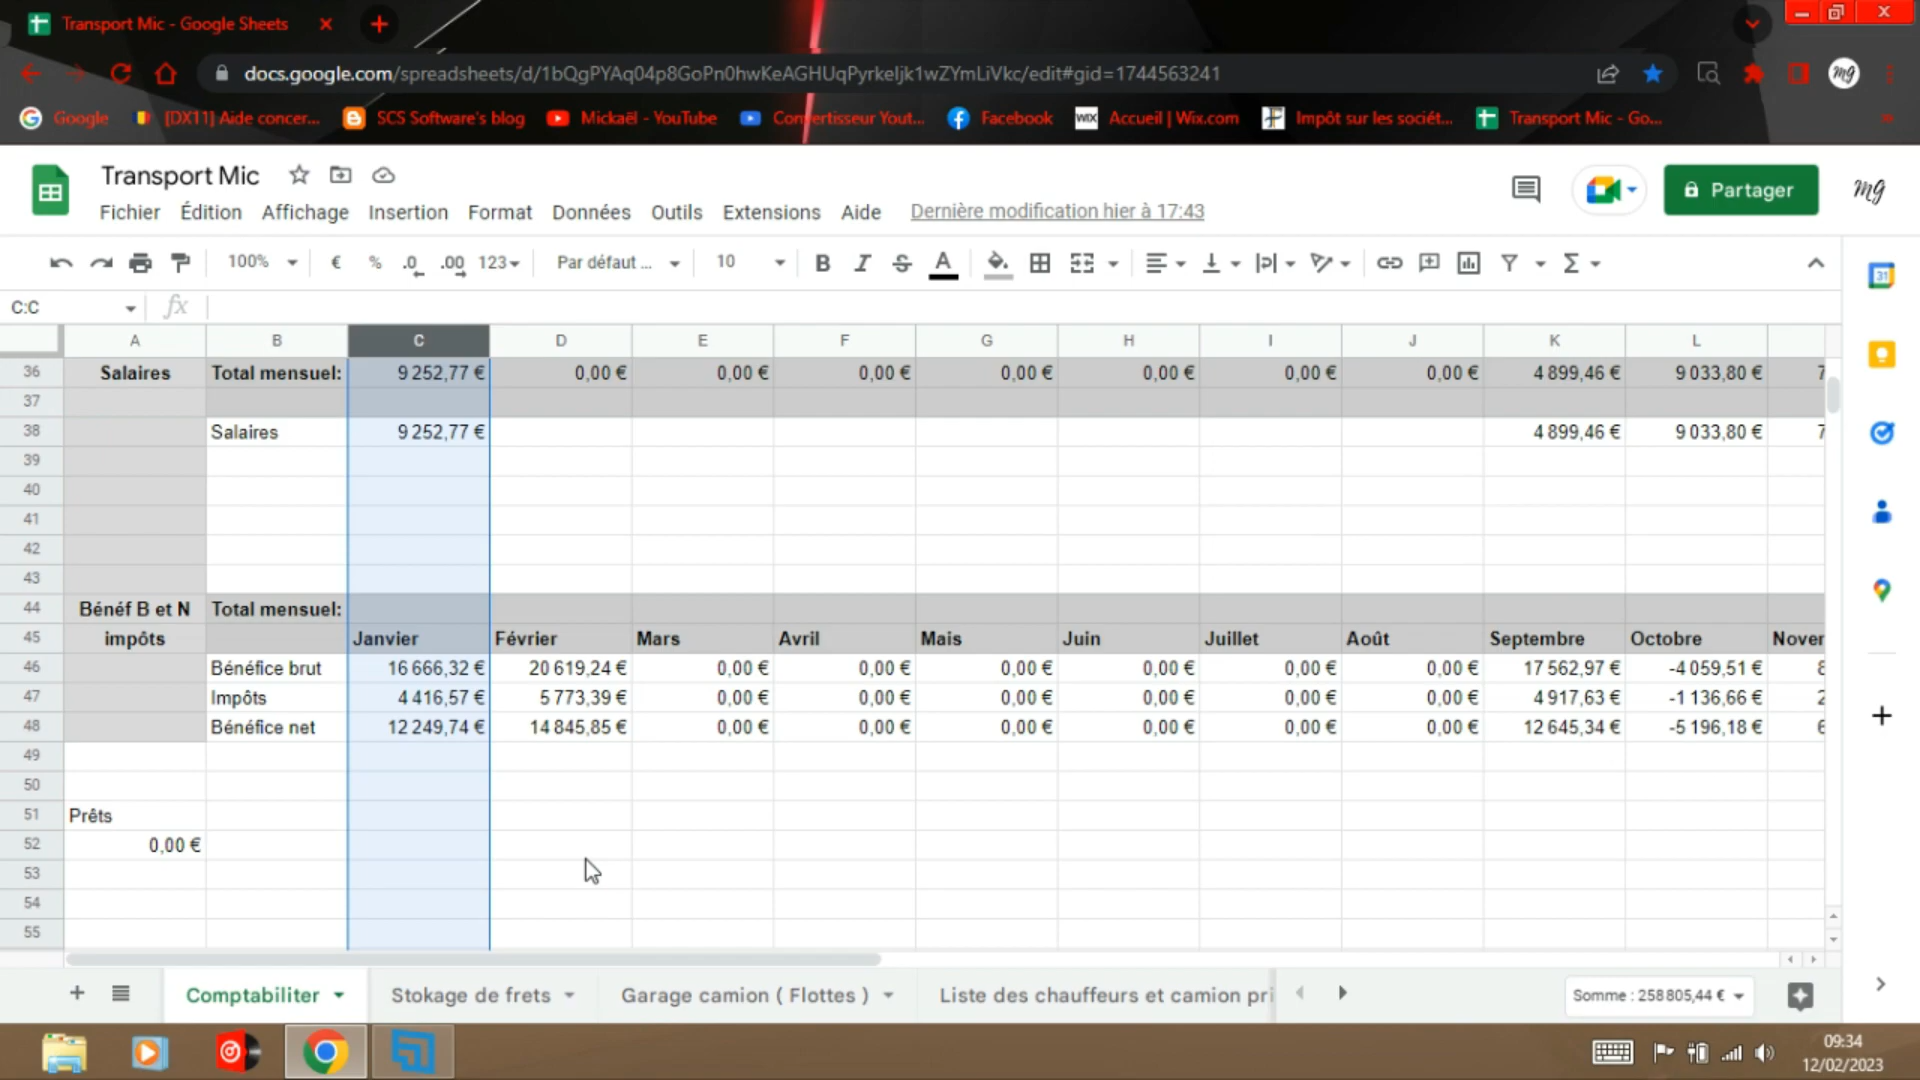 Transport Mic - Google Sheets
docs.google.com/spreadsheets/d/1bQgPYAq04p8GoPn0hwKeAGHUqPyrkeIjk1wZYmLiVkc/edit#gid=1744563241
Google [DX11] Aide concer... SCS Software's blog Mickaël - YouTube Convertisseur Yout... Facebook Accueil | Wix.com Impôt sur les sociét... Transport Mic - Go...
Transport Mic
Partager
Fichier Édition Affichage Insertion Format Données Outils Extensions Aide Dernière modification hier à 17:43
100% € % .0 .00 123 Par défaut ... 10 B I S A
C:C fx
A B C D E F G H I J K L
36 Salaires Total mensuel: 9 252,77 € 0,00 € 0,00 € 0,00 € 0,00 € 0,00 € 0,00 € 0,00 € 4 899,46 € 9 033,80 € 7
37
38 Salaires 9 252,77 € 4 899,46 € 9 033,80 € 7
39
40
41
42
43
44 Bénéf B et N Total mensuel:
45 impôts Janvier Février Mars Avril Mais Juin Juillet Août Septembre Octobre Nover
46 Bénéfice brut 16 666,32 € 20 619,24 € 0,00 € 0,00 € 0,00 € 0,00 € 0,00 € 0,00 € 17 562,97 € -4 059,51 € 8
47 Impôts 4 416,57 € 5 773,39 € 0,00 € 0,00 € 0,00 € 0,00 € 0,00 € 0,00 € 4 917,63 € -1 136,66 € 2
48 Bénéfice net 12 249,74 € 14 845,85 € 0,00 € 0,00 € 0,00 € 0,00 € 0,00 € 0,00 € 12 645,34 € -5 196,18 € 6
49
50
51 Prêts
52 0,00 €
53
54
55
Comptabiliter Stokage de frets Garage camion ( Flottes ) Liste des chauffeurs et camion pri Somme : 258 805,44 €
09:34
12/02/2023